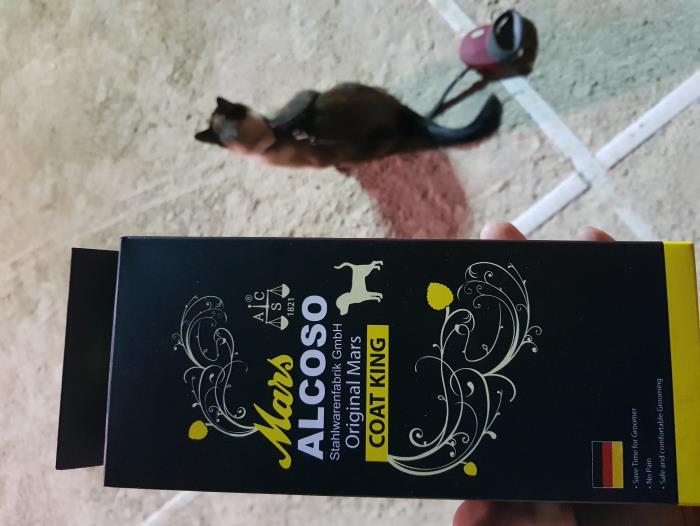 A|C®
S
1821
Mars
ALCOSO
Stahlwarenfabrik GmbH
Original Mars
COAT KING
• Save Time for Groomer
• No Pain
• Safe and comfortable Grooming